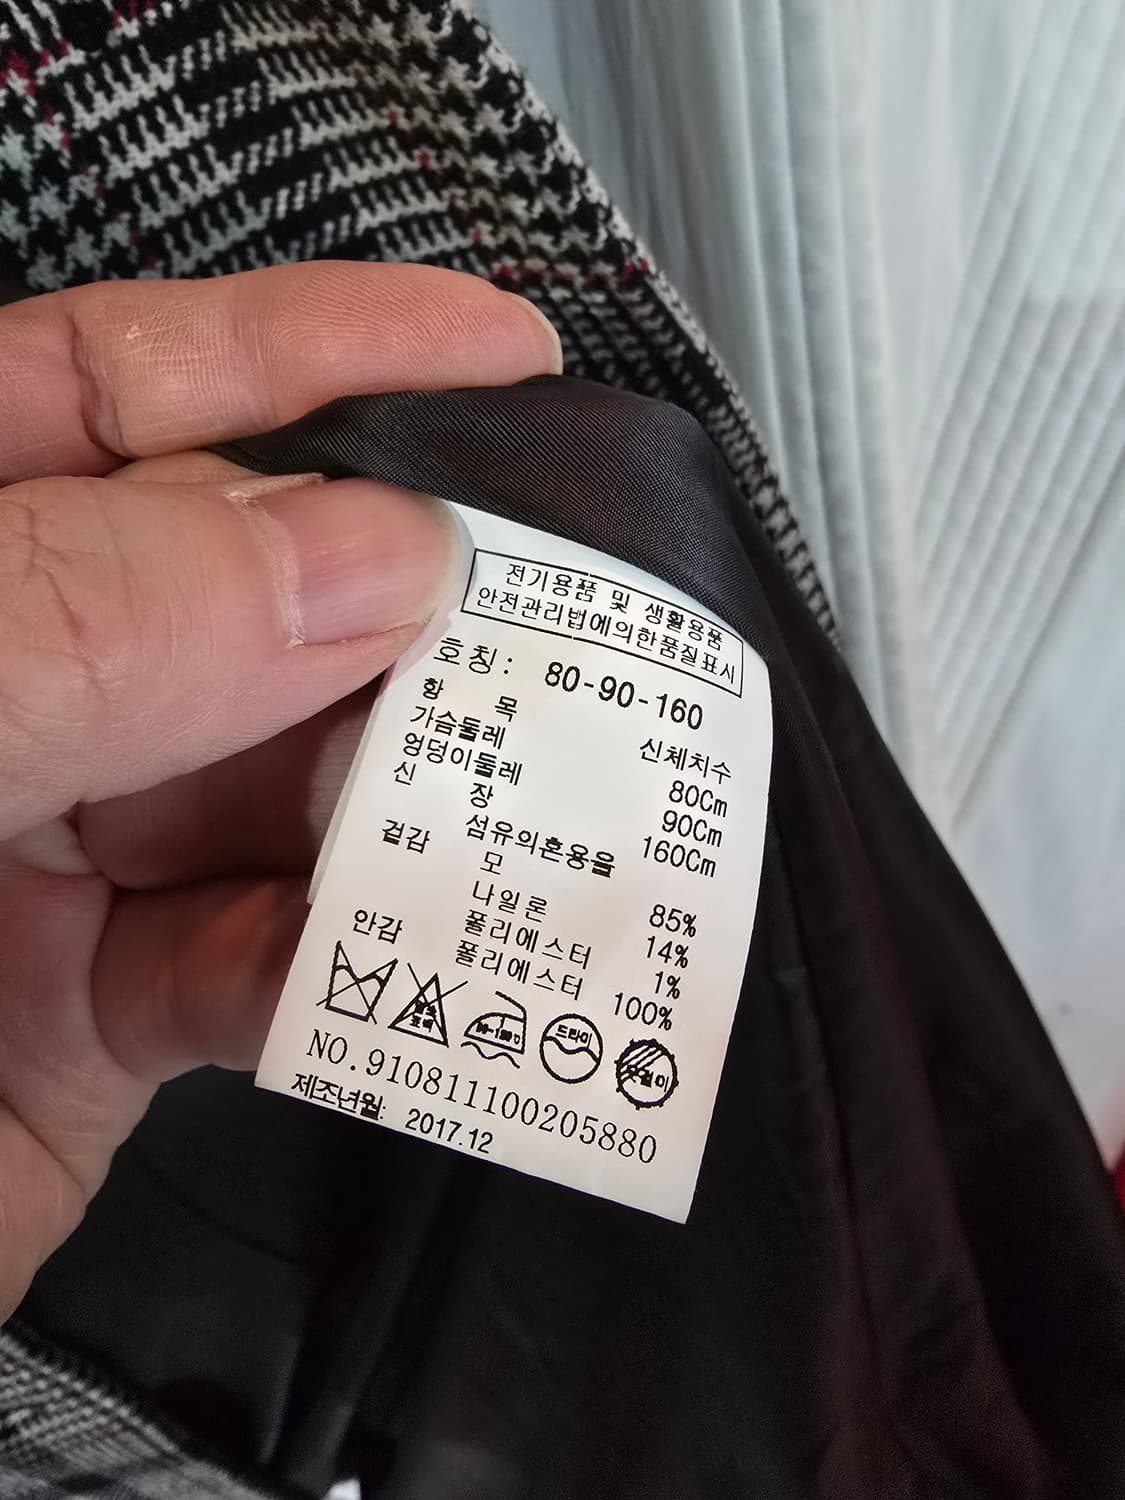 전기용품 및 생활용품
안전관리법에의한품질표시
호칭: 80-90-160
항 목 신체치수
가슴둘레 80Cm
엉덩이둘레 90Cm
신 장 160Cm
섬유의혼용율
겉감 모 85%
나일론 14%
폴리에스터 1%
안감 폴리에스터 100%
드라이
NO.910811100205880
제조년월: 2017.12